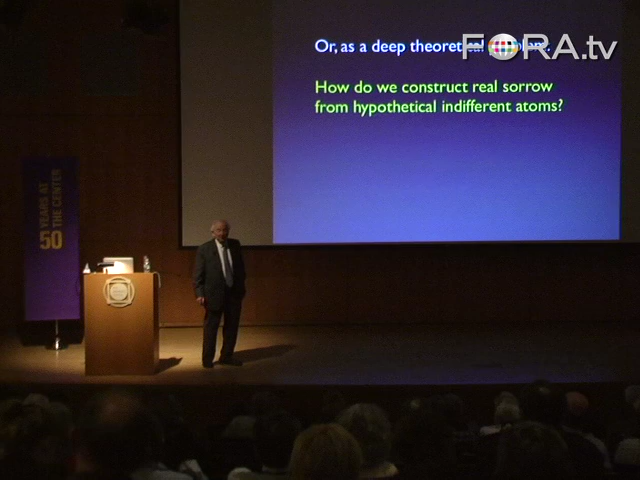 Or, as a deep theoretical
FORA.tv
How do we construct real sorrow
from hypothetical indifferent atoms?
50 YEARS AT
THE CENTER